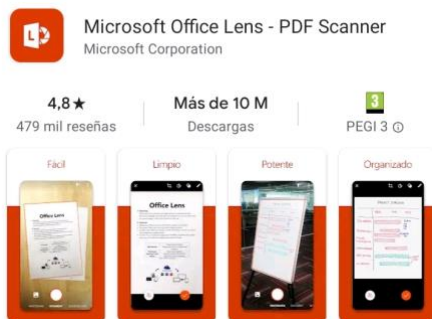 Microsoft Office Lens - PDF Scanner
Microsoft Corporation
4,8★
479 mil reseñas
Más de 10 M
Descargas
3
PEGI 3
Fácil
Limpio
Potente
Organizado
Office Lens
Office Lens